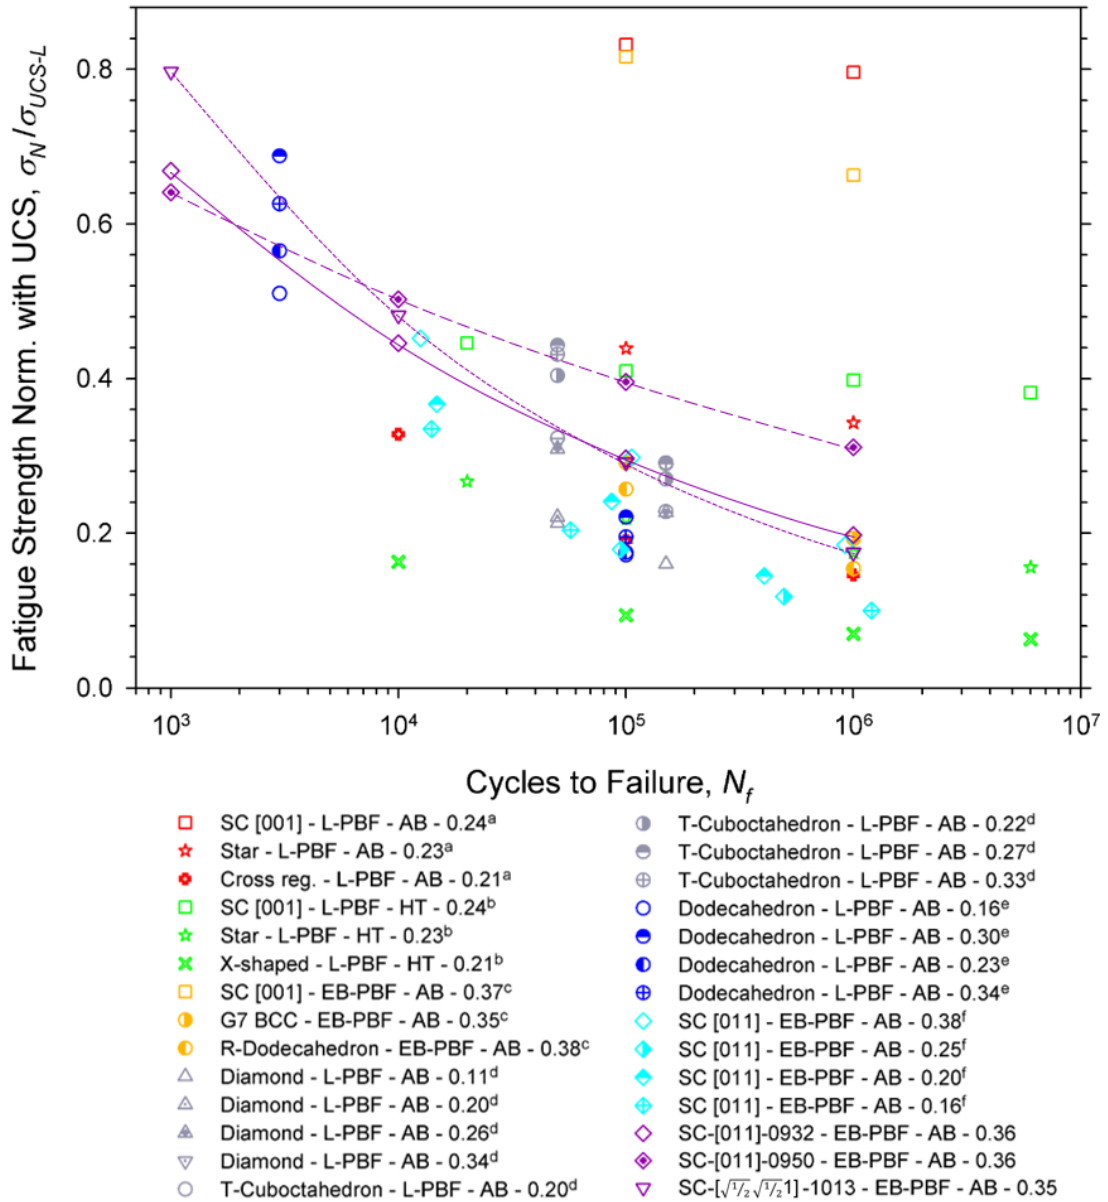 Fatigue Strength Norm. with UCS, σN/σUCS-L
0.8
0.6
0.4
0.2
0.0
10³ 10⁴ 10⁵ 10⁶ 10⁷
Cycles to Failure, Nf
SC [001] - L-PBF - AB - 0.24ᵃ
Star - L-PBF - AB - 0.23ᵃ
Cross reg. - L-PBF - AB - 0.21ᵃ
SC [001] - L-PBF - HT - 0.24ᵇ
Star - L-PBF - HT - 0.23ᵇ
X-shaped - L-PBF - HT - 0.21ᵇ
SC [001] - EB-PBF - AB - 0.37ᶜ
G7 BCC - EB-PBF - AB - 0.35ᶜ
R-Dodecahedron - EB-PBF - AB - 0.38ᶜ
Diamond - L-PBF - AB - 0.11ᵈ
Diamond - L-PBF - AB - 0.20ᵈ
Diamond - L-PBF - AB - 0.26ᵈ
Diamond - L-PBF - AB - 0.34ᵈ
T-Cuboctahedron - L-PBF - AB - 0.20ᵈ
T-Cuboctahedron - L-PBF - AB - 0.22ᵈ
T-Cuboctahedron - L-PBF - AB - 0.27ᵈ
T-Cuboctahedron - L-PBF - AB - 0.33ᵈ
Dodecahedron - L-PBF - AB - 0.16ᵉ
Dodecahedron - L-PBF - AB - 0.30ᵉ
Dodecahedron - L-PBF - AB - 0.23ᵉ
Dodecahedron - L-PBF - AB - 0.34ᵉ
SC [011] - EB-PBF - AB - 0.38ᶠ
SC [011] - EB-PBF - AB - 0.25ᶠ
SC [011] - EB-PBF - AB - 0.20ᶠ
SC [011] - EB-PBF - AB - 0.16ᶠ
SC-[011]-0932 - EB-PBF - AB - 0.36
SC-[011]-0950 - EB-PBF - AB - 0.36
SC-[√1/2 √1/2 1] -1013 - EB-PBF - AB - 0.35